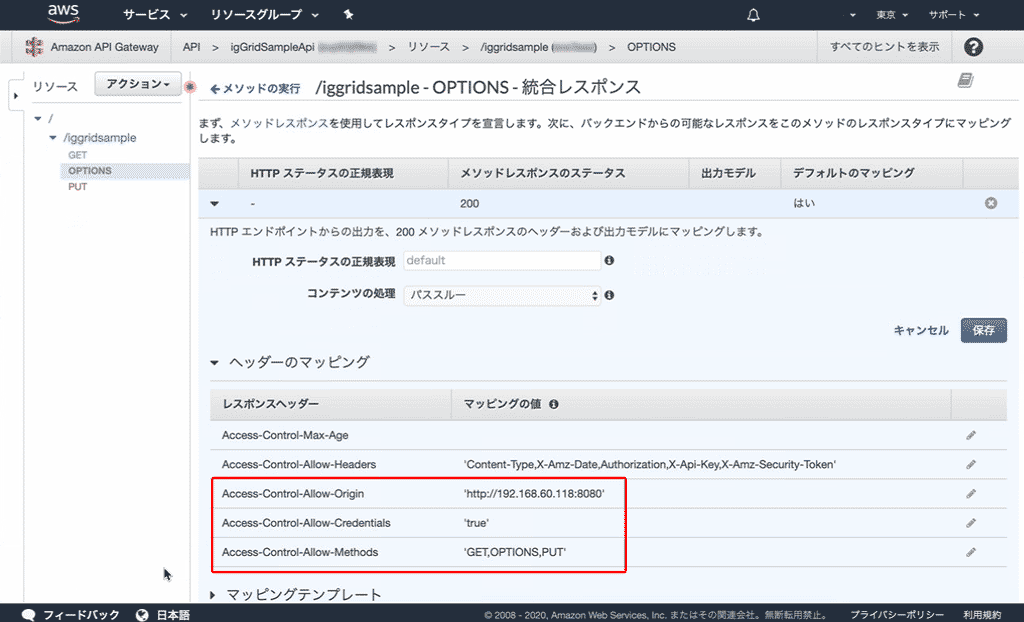 aws サービス リソースグループ 東京 サポート
Amazon API Gateway API > igGridSampleApi > リソース > /iggridsample ( ) > OPTIONS すべてのヒントを表示 ?
リソース アクション ← メソッドの実行 /iggridsample - OPTIONS - 統合レスポンス
/
/iggridsample
GET
OPTIONS
PUT
まず、メソッドレスポンスを使用してレスポンスタイプを宣言します。次に、バックエンドからの可能なレスポンスをこのメソッドのレスポンスタイプにマッピング
します。
HTTP ステータスの正規表現 メソッドレスポンスのステータス 出力モデル デフォルトのマッピング
- 200 はい
HTTP エンドポイントからの出力を、200 メソッドレスポンスのヘッダーおよび出力モデルにマッピングします。
HTTP ステータスの正規表現 default
コンテンツの処理 パススルー
キャンセル 保存
ヘッダーのマッピング
レスポンスヘッダー マッピングの値
Access-Control-Max-Age
Access-Control-Allow-Headers 'Content-Type,X-Amz-Date,Authorization,X-Api-Key,X-Amz-Security-Token'
Access-Control-Allow-Origin 'http://192.168.60.118:8080'
Access-Control-Allow-Credentials 'true'
Access-Control-Allow-Methods 'GET,OPTIONS,PUT'
マッピングテンプレート
フィードバック 日本語 © 2008 - 2020, Amazon Web Services, Inc. またはその関連会社。無断転用禁止。 プライバシーポリシー 利用規約